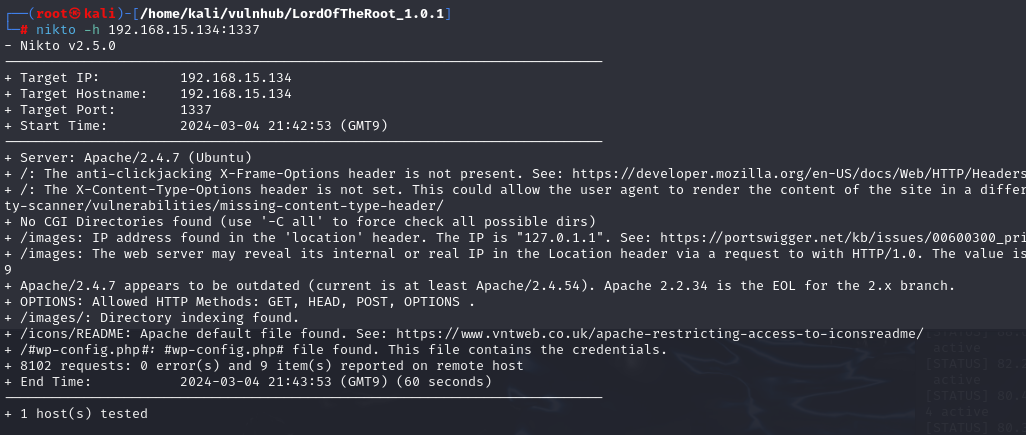 ┌──(root㉿kali)-[/home/kali/vulnhub/LordOfTheRoot_1.0.1]
└─# nikto -h 192.168.15.134:1337
- Nikto v2.5.0
---------------------------------------------------------------------------
+ Target IP:          192.168.15.134
+ Target Hostname:    192.168.15.134
+ Target Port:        1337
+ Start Time:         2024-03-04 21:42:53 (GMT9)
---------------------------------------------------------------------------
+ Server: Apache/2.4.7 (Ubuntu)
+ /: The anti-clickjacking X-Frame-Options header is not present. See: https://developer.mozilla.org/en-US/docs/Web/HTTP/Headers
+ /: The X-Content-Type-Options header is not set. This could allow the user agent to render the content of the site in a differ
ty-scanner/vulnerabilities/missing-content-type-header/
+ No CGI Directories found (use '-C all' to force check all possible dirs)
+ /images: IP address found in the 'location' header. The IP is "127.0.1.1". See: https://portswigger.net/kb/issues/00600300_pri
+ /images: The web server may reveal its internal or real IP in the Location header via a request to with HTTP/1.0. The value is
9
+ Apache/2.4.7 appears to be outdated (current is at least Apache/2.4.54). Apache 2.2.34 is the EOL for the 2.x branch.
+ OPTIONS: Allowed HTTP Methods: GET, HEAD, POST, OPTIONS .
+ /images/: Directory indexing found.
+ /icons/README: Apache default file found. See: https://www.vntweb.co.uk/apache-restricting-access-to-iconsreadme/
+ /#wp-config.php#: #wp-config.php# file found. This file contains the credentials.
+ 8102 requests: 0 error(s) and 9 item(s) reported on remote host
+ End Time:           2024-03-04 21:43:53 (GMT9) (60 seconds)
---------------------------------------------------------------------------
+ 1 host(s) tested
active
[STATUS] 82.
active
[STATUS] 80.
4 active
[STATUS] 80.